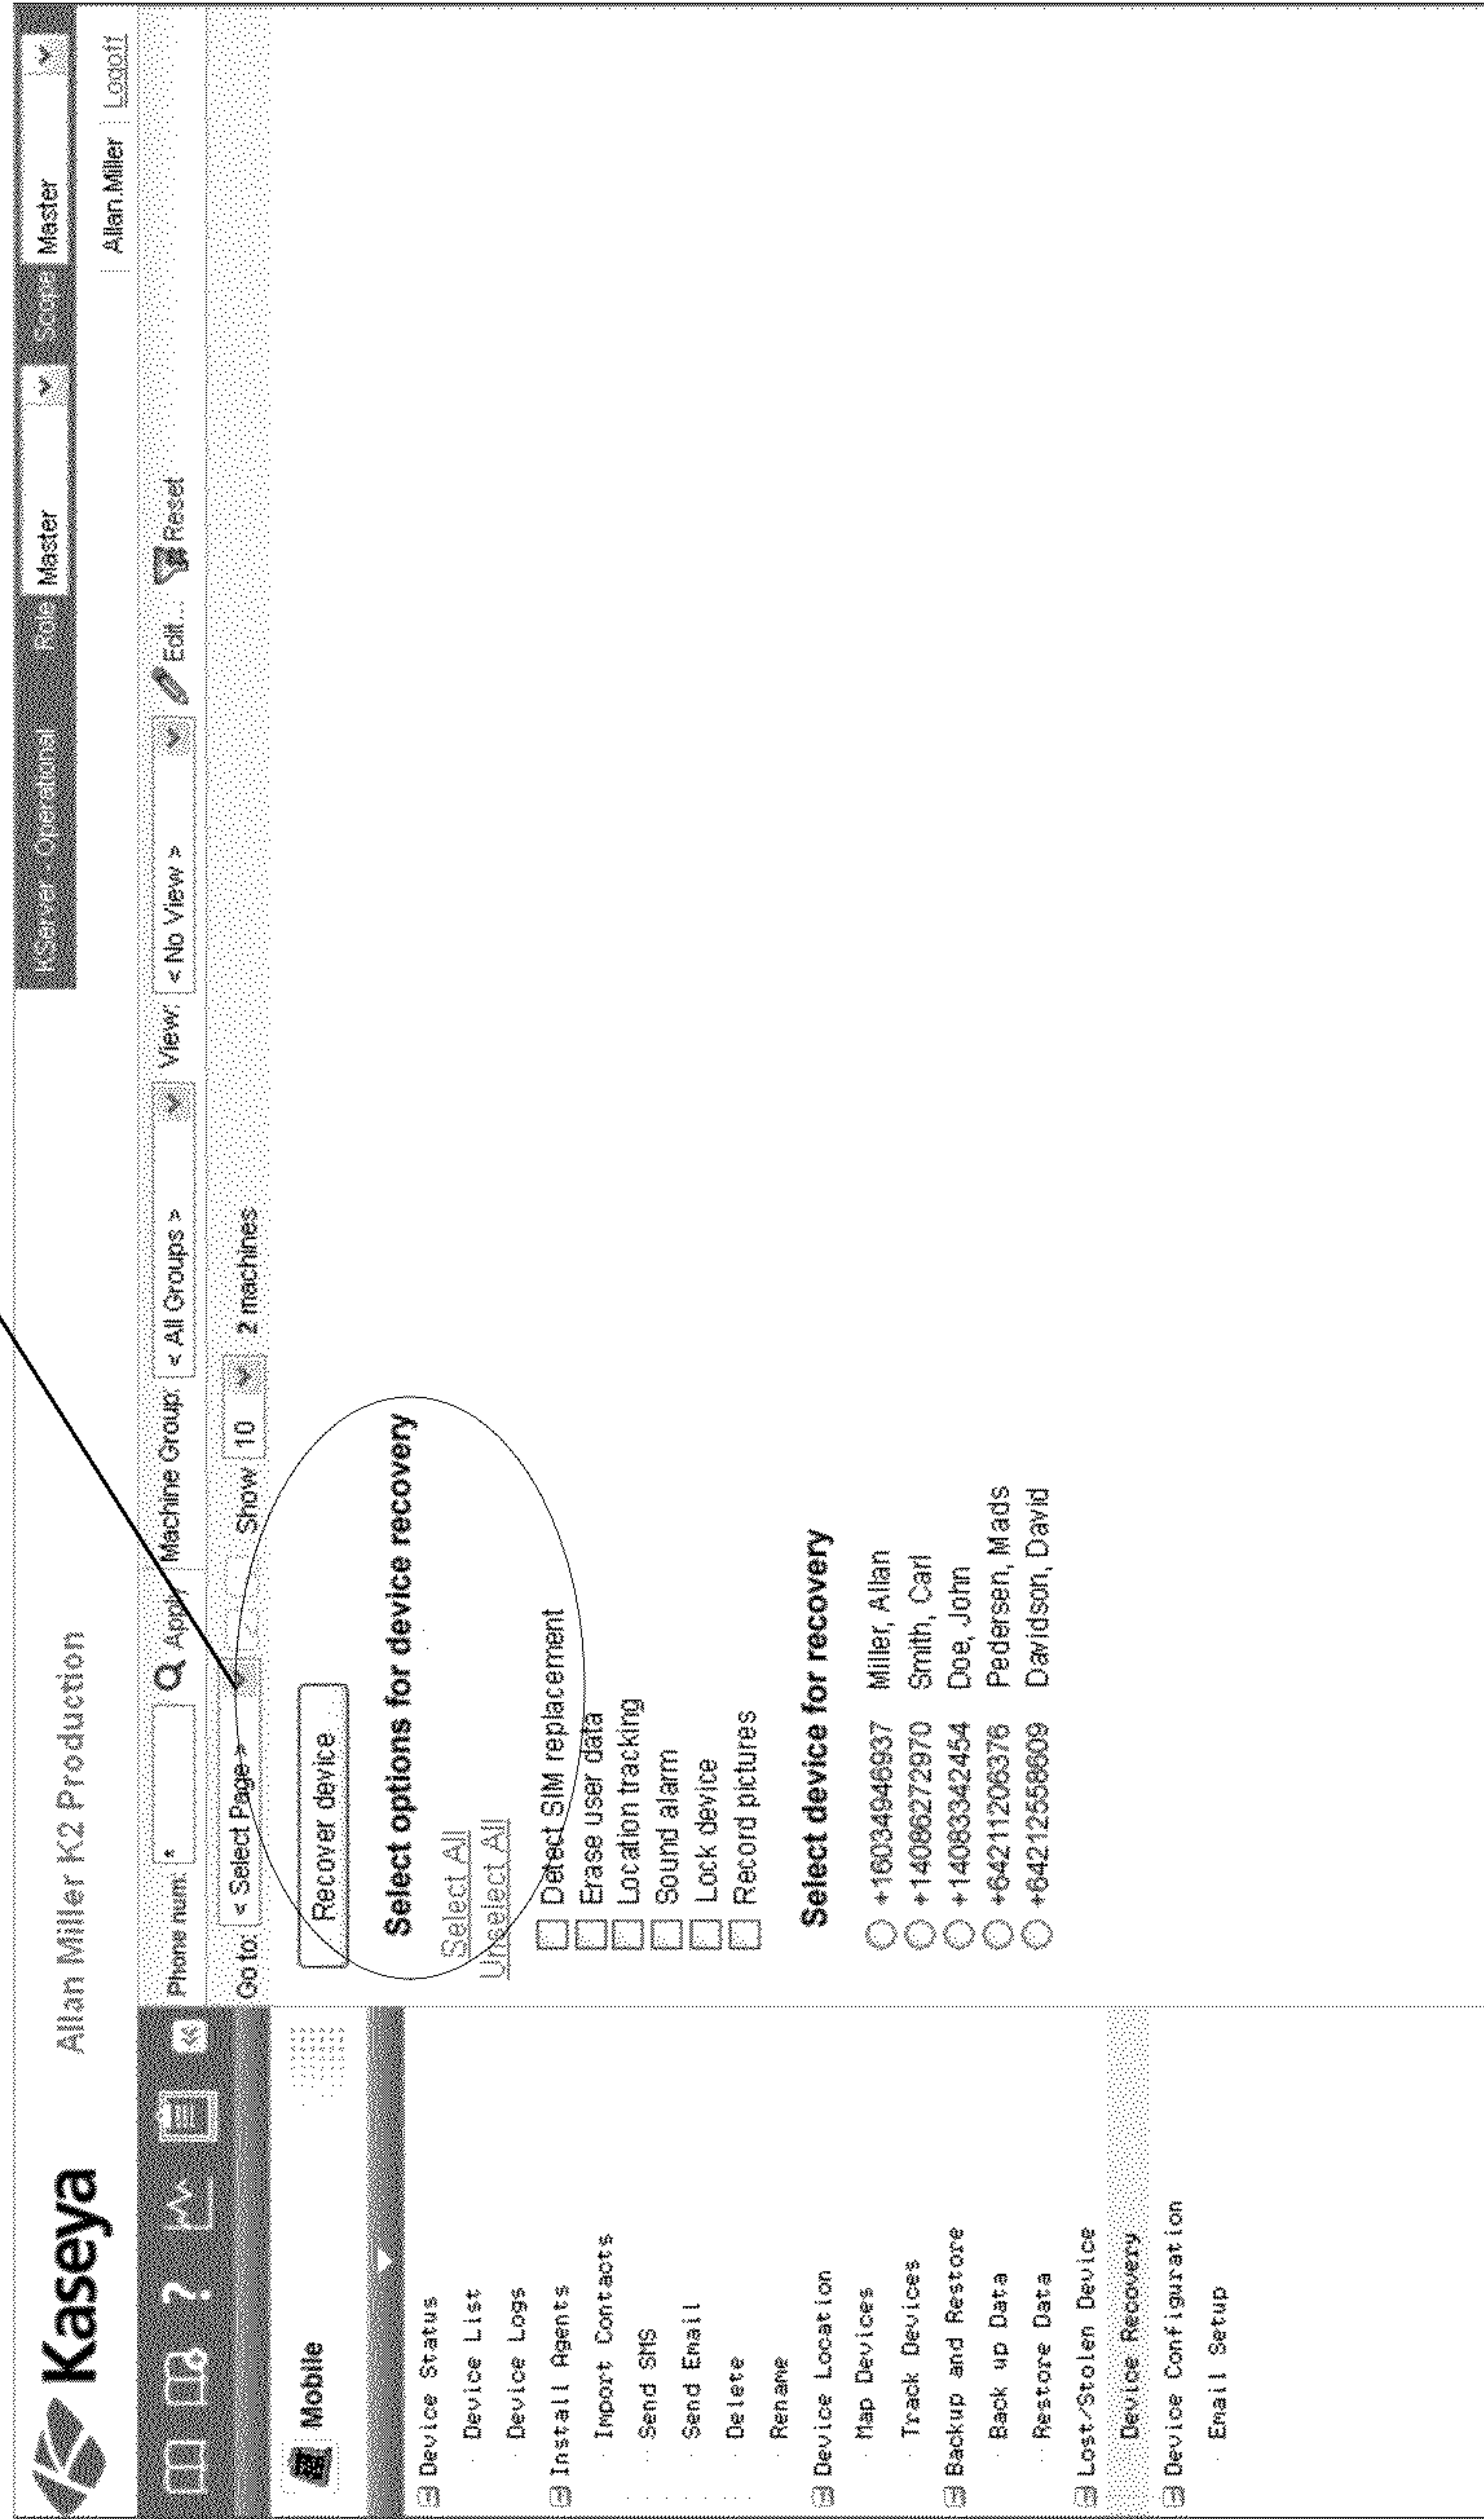 Kaseya
Allan Miller K2 Production
KServer - Operational Role Master Scope Master
Allan.Miller Logoff
Phone num: * Apply Machine Group: < All Groups > View: < No View > Edit... Reset
Go to: < Select Page > Show 10 2 machines
Mobile
Device Status
Device List
Device Logs
Install Agents
Import Contacts
Send SMS
Send Email
Delete
Rename
Device Location
Map Devices
Track Devices
Backup and Restore
Back up Data
Restore Data
Lost/Stolen Device
Device Recovery
Device Configuration
Email Setup
Recover device
Select options for device recovery
Select All
Unselect All
Detect SIM replacement
Erase user data
Location tracking
Sound alarm
Lock device
Record pictures
Select device for recovery
+16034946937 Miller, Allan
+14086272970 Smith, Carl
+14083342454 Doe, John
+64211206376 Pedersen, Mads
+64212558609 Davidson, David